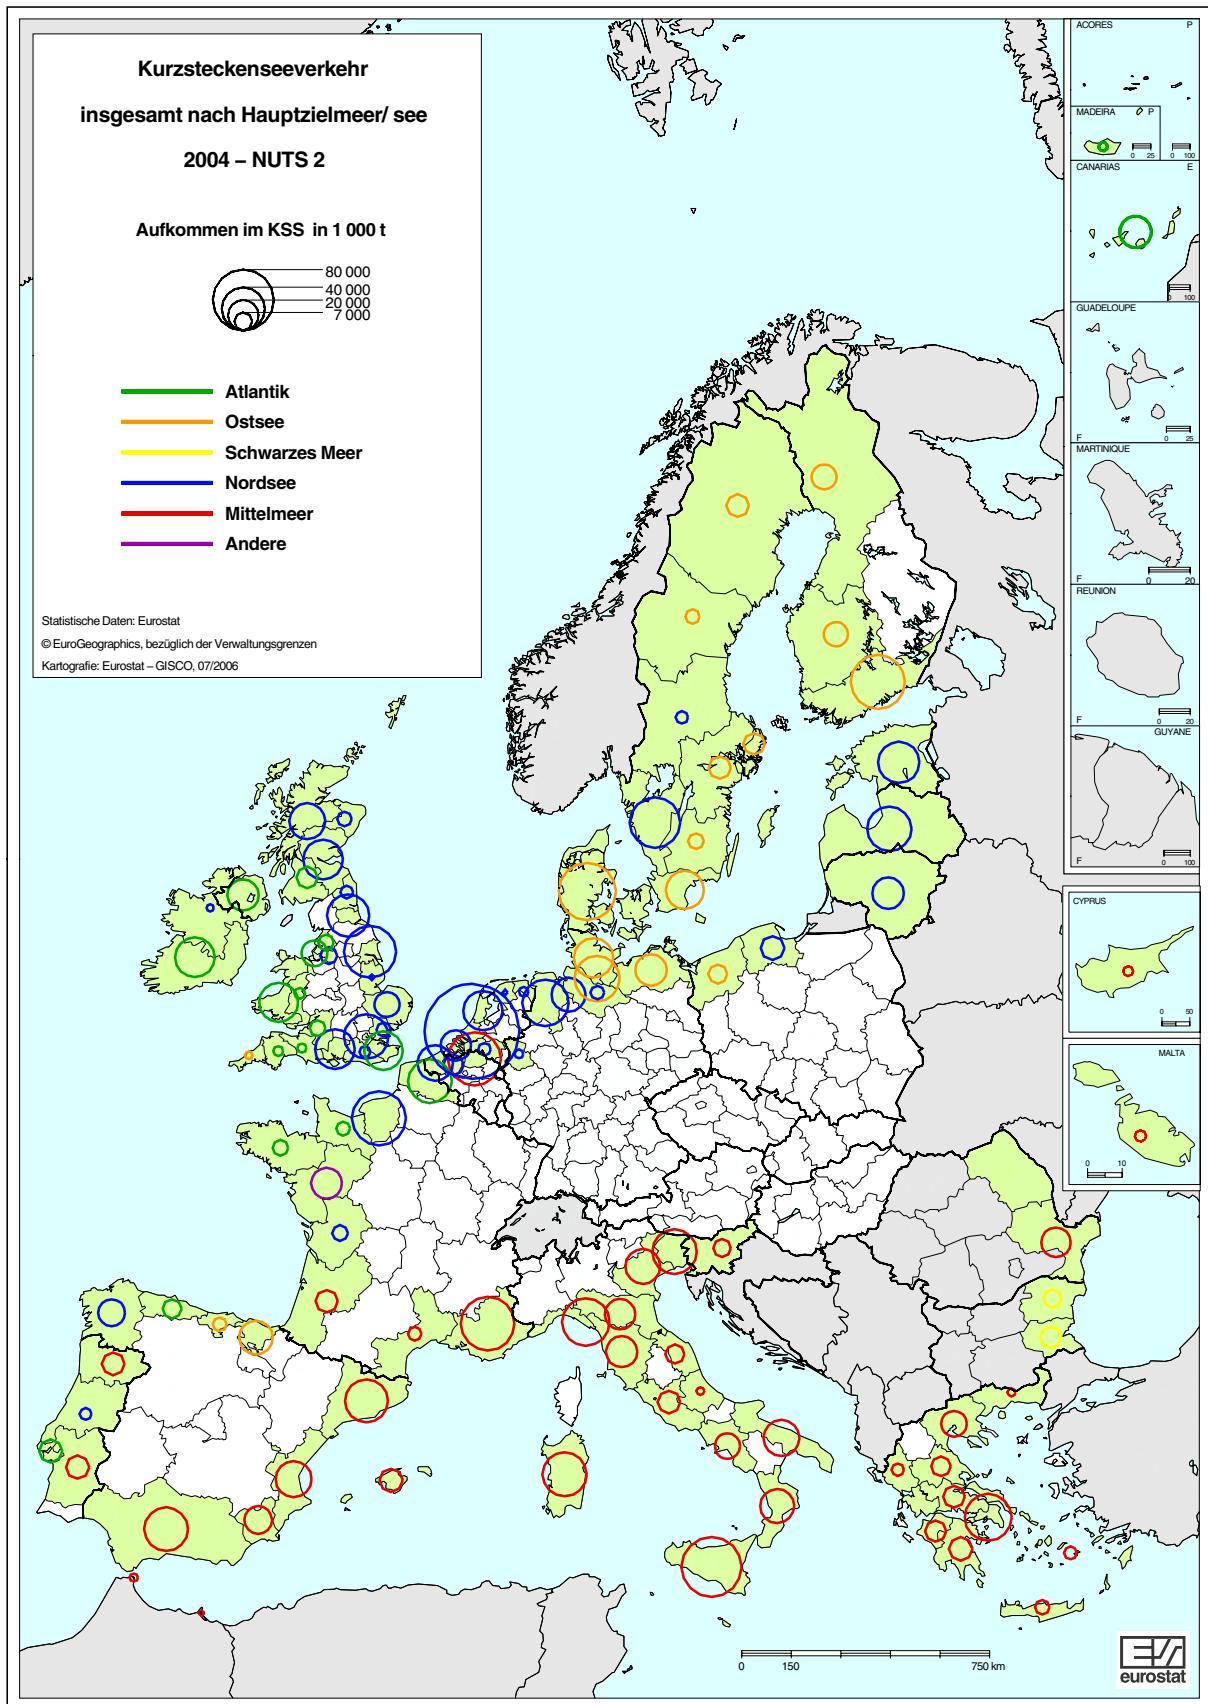 Kurzsteckenseeverkehr
insgesamt nach Hauptzielmeer/ see
2004 – NUTS 2
Aufkommen im KSS in 1 000 t
80 000
40 000
20 000
7 000
Atlantik
Ostsee
Schwarzes Meer
Nordsee
Mittelmeer
Andere
Statistische Daten: Eurostat
© EuroGeographics, bezüglich der Verwaltungsgrenzen
Kartografie: Eurostat – GISCO, 07/2006
ACORES P
MADEIRA P
0 25 0 100
CANARIAS E
0 100
GUADELOUPE
F 0 25
MARTINIQUE
F 0 20
REUNION
F 0 20
GUYANE
F 0 100
CYPRUS
0 50
MALTA
0 10
0 150 750 km
eurostat